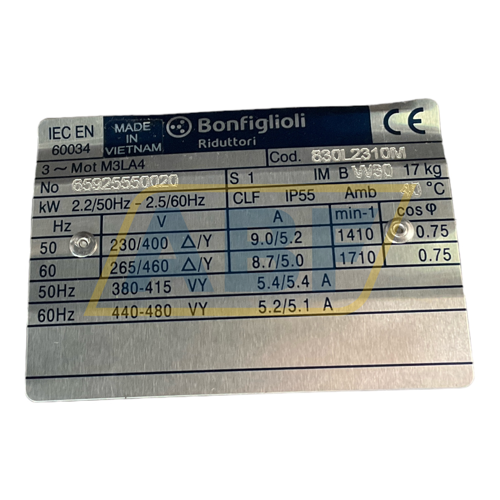 IEC EN 60034 MADE IN VIETNAM Bonfiglioli Riduttori CE
3 ~ Mot M3LA4 Cod. 830L2310M
No 65925550020 S 1 IM B W30 17 kg
kW 2.2/50Hz - 2.5/60Hz CLF IP55 Amb 40 °C
Hz V A min-1 cos φ
50 230/400 Δ/Y 9.0/5.2 1410 0.75
60 265/460 Δ/Y 8.7/5.0 1710 0.75
50Hz 380-415 VY 5.4/5.4 A
60Hz 440-480 VY 5.2/5.1 A
ABI